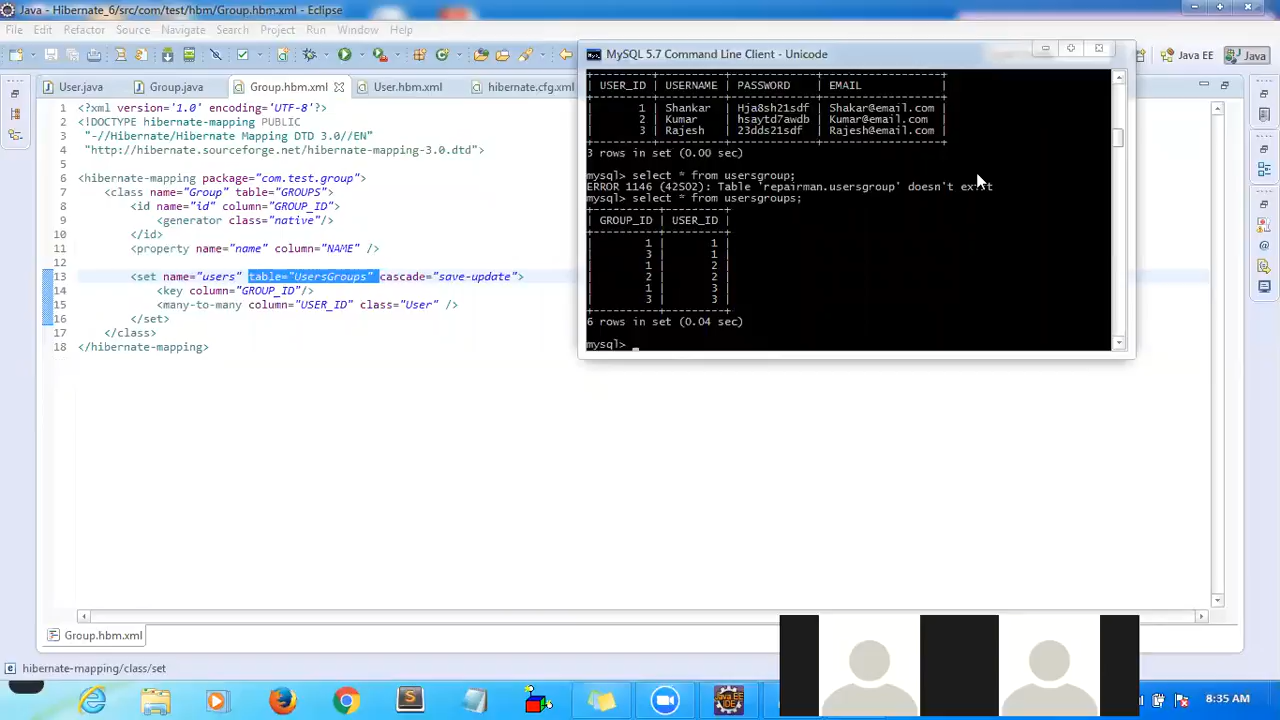 Java - Hibernate_6/src/com/test/hbm/Group.hbm.xml - Eclipse
File Edit Refactor Source Navigate Search Project Run Window Help
Java EE Java
User.java Group.java Group.hbm.xml User.hbm.xml hibernate.cfg.xml
1 <?xml version='1.0' encoding='UTF-8'?>
2 <!DOCTYPE hibernate-mapping PUBLIC
3 "-//Hibernate/Hibernate Mapping DTD 3.0//EN"
4 "http://hibernate.sourceforge.net/hibernate-mapping-3.0.dtd">
5
6 <hibernate-mapping package="com.test.group">
7 <class name="Group" table="GROUPS">
8 <id name="id" column="GROUP_ID">
9 <generator class="native"/>
10 </id>
11 <property name="name" column="NAME" />
12
13 <set name="users" table="UsersGroups" cascade="save-update">
14 <key column="GROUP_ID"/>
15 <many-to-many column="USER_ID" class="User" />
16 </set>
17 </class>
18 </hibernate-mapping>
MySQL 5.7 Command Line Client - Unicode
| USER_ID | USERNAME | PASSWORD | EMAIL |
| 1 | Shankar | Hja8sh21sdf | Shakar@email.com |
| 2 | Kumar | hsaytd7awdb | Kumar@email.com |
| 3 | Rajesh | 23dds21sdf | Rajesh@email.com |
3 rows in set (0.00 sec)
mysql> select * from usersgroup;
ERROR 1146 (42S02): Table 'repairman.usersgroup' doesn't exist
mysql> select * from usersgroups;
| GROUP_ID | USER_ID |
| 1 | 1 |
| 3 | 1 |
| 1 | 2 |
| 2 | 2 |
| 1 | 3 |
| 3 | 3 |
6 rows in set (0.04 sec)
mysql> _
Group.hbm.xml
hibernate-mapping/class/set
Java EE
IDE
8:35 AM